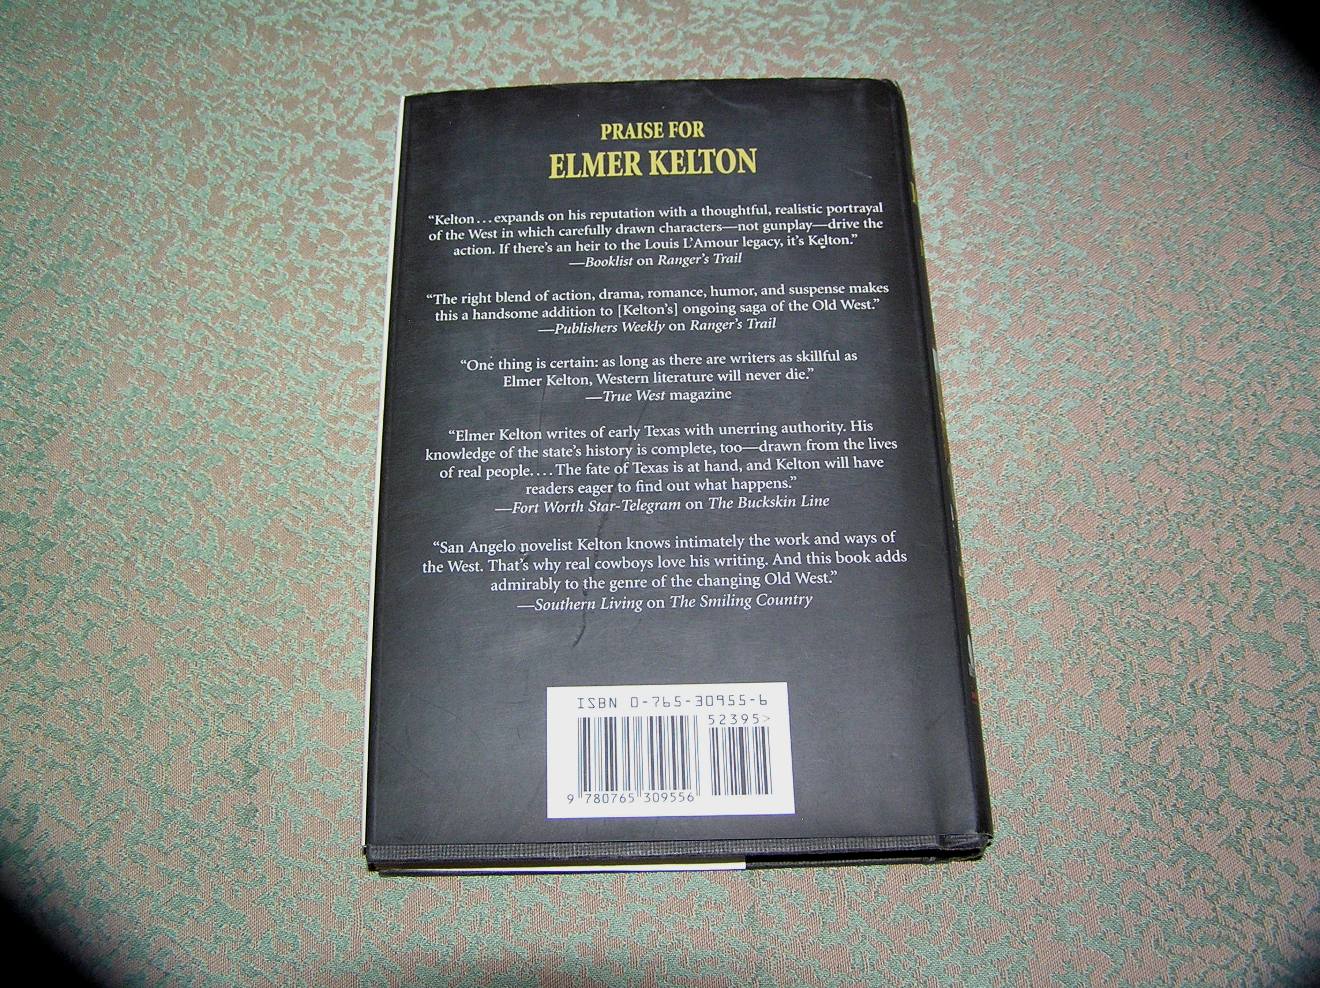 PRAISE FOR
ELMER KELTON
“Kelton . . . expands on his reputation with a thoughtful, realistic portrayal
of the West in which carefully drawn characters—not gunplay—drive the
action. If there’s an heir to the Louis L’Amour legacy, it’s Kelton.”
—Booklist on Ranger’s Trail
“The right blend of action, drama, romance, humor, and suspense makes
this a handsome addition to [Kelton’s] ongoing saga of the Old West.”
—Publishers Weekly on Ranger’s Trail
“One thing is certain: as long as there are writers as skillful as
Elmer Kelton, Western literature will never die.”
—True West magazine
“Elmer Kelton writes of early Texas with unerring authority. His
knowledge of the state’s history is complete, too—drawn from the lives
of real people. . . . The fate of Texas is at hand, and Kelton will have
readers eager to find out what happens.”
—Fort Worth Star-Telegram on The Buckskin Line
“San Angelo novelist Kelton knows intimately the work and ways of
the West. That’s why real cowboys love his writing. And this book adds
admirably to the genre of the changing Old West.”
—Southern Living on The Smiling Country
ISBN 0-765-30955-6
52395>
9 780765 309556